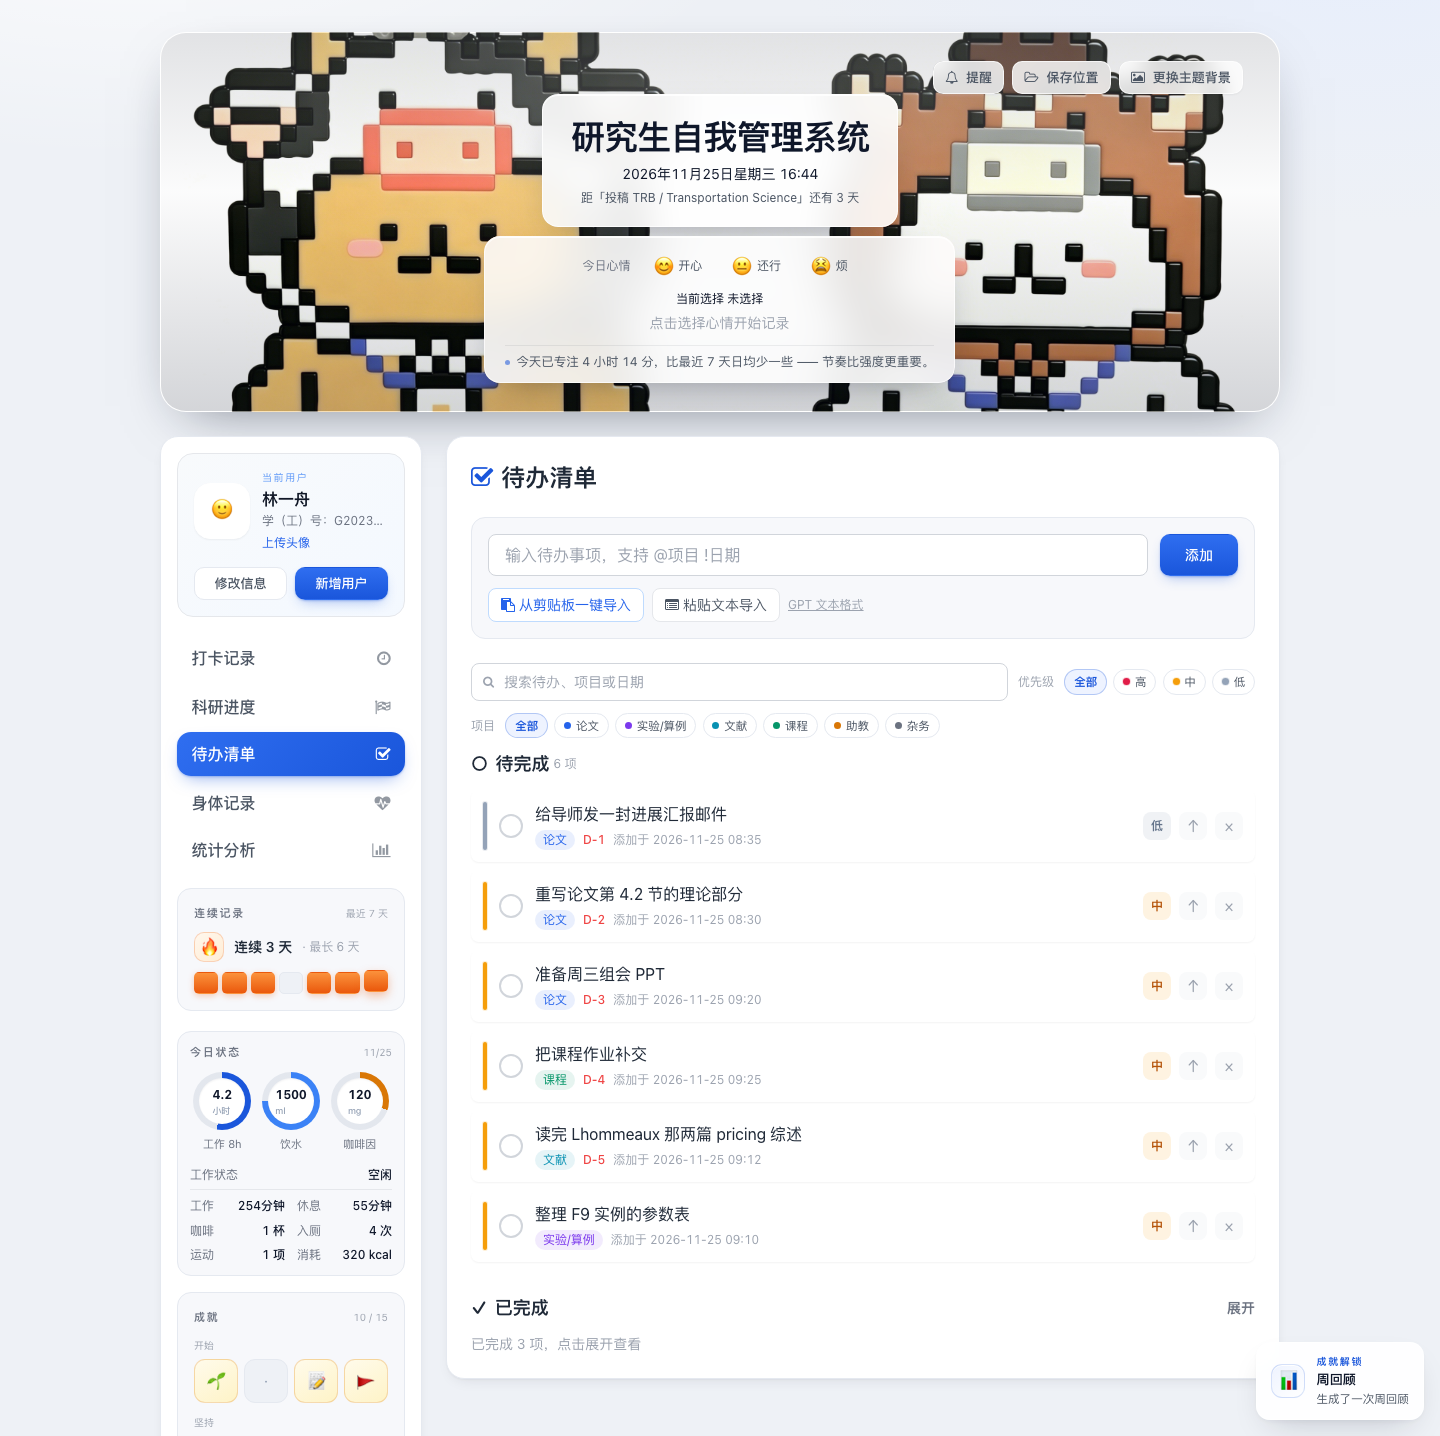 提醒
保存位置
更换主题背景
研究生自我管理系统
2026年11月25日星期三 16:44
距「投稿 TRB / Transportation Science」还有 3 天
今日心情 😊 开心 😐 还行 😫 烦
当前选择 未选择
点击选择心情开始记录
今天已专注 4 小时 14 分，比最近 7 天日均少一些 —— 节奏比强度更重要。
当前用户
林一舟
学（工）号：G2023...
上传头像
修改信息
新增用户
打卡记录
科研进度
待办清单
身体记录
统计分析
连续记录 最近 7 天
连续 3 天 · 最长 6 天
今日状态 11/25
4.2 小时
1500 ml
120 mg
工作 8h 饮水 咖啡因
工作状态 空闲
工作 254分钟 休息 55分钟
咖啡 1 杯 入厕 4 次
运动 1 项 消耗 320 kcal
成就 10 / 15
开始
坚持
待办清单
输入待办事项，支持 @项目 !日期
添加
从剪贴板一键导入
粘贴文本导入
GPT 文本格式
搜索待办、项目或日期
优先级 全部 高 中 低
项目 全部 论文 实验/算例 文献 课程 助教 杂务
待完成 6 项
给导师发一封进展汇报邮件
论文 D-1 添加于 2026-11-25 08:35
低 ↑ ×
重写论文第 4.2 节的理论部分
论文 D-2 添加于 2026-11-25 08:30
中 ↑ ×
准备周三组会 PPT
论文 D-3 添加于 2026-11-25 09:20
中 ↑ ×
把课程作业补交
课程 D-4 添加于 2026-11-25 09:25
中 ↑ ×
读完 Lhommeaux 那两篇 pricing 综述
文献 D-5 添加于 2026-11-25 09:12
中 ↑ ×
整理 F9 实例的参数表
实验/算例 添加于 2026-11-25 09:10
中 ↑ ×
已完成 展开
已完成 3 项，点击展开查看
成就解锁
周回顾
生成了一次周回顾